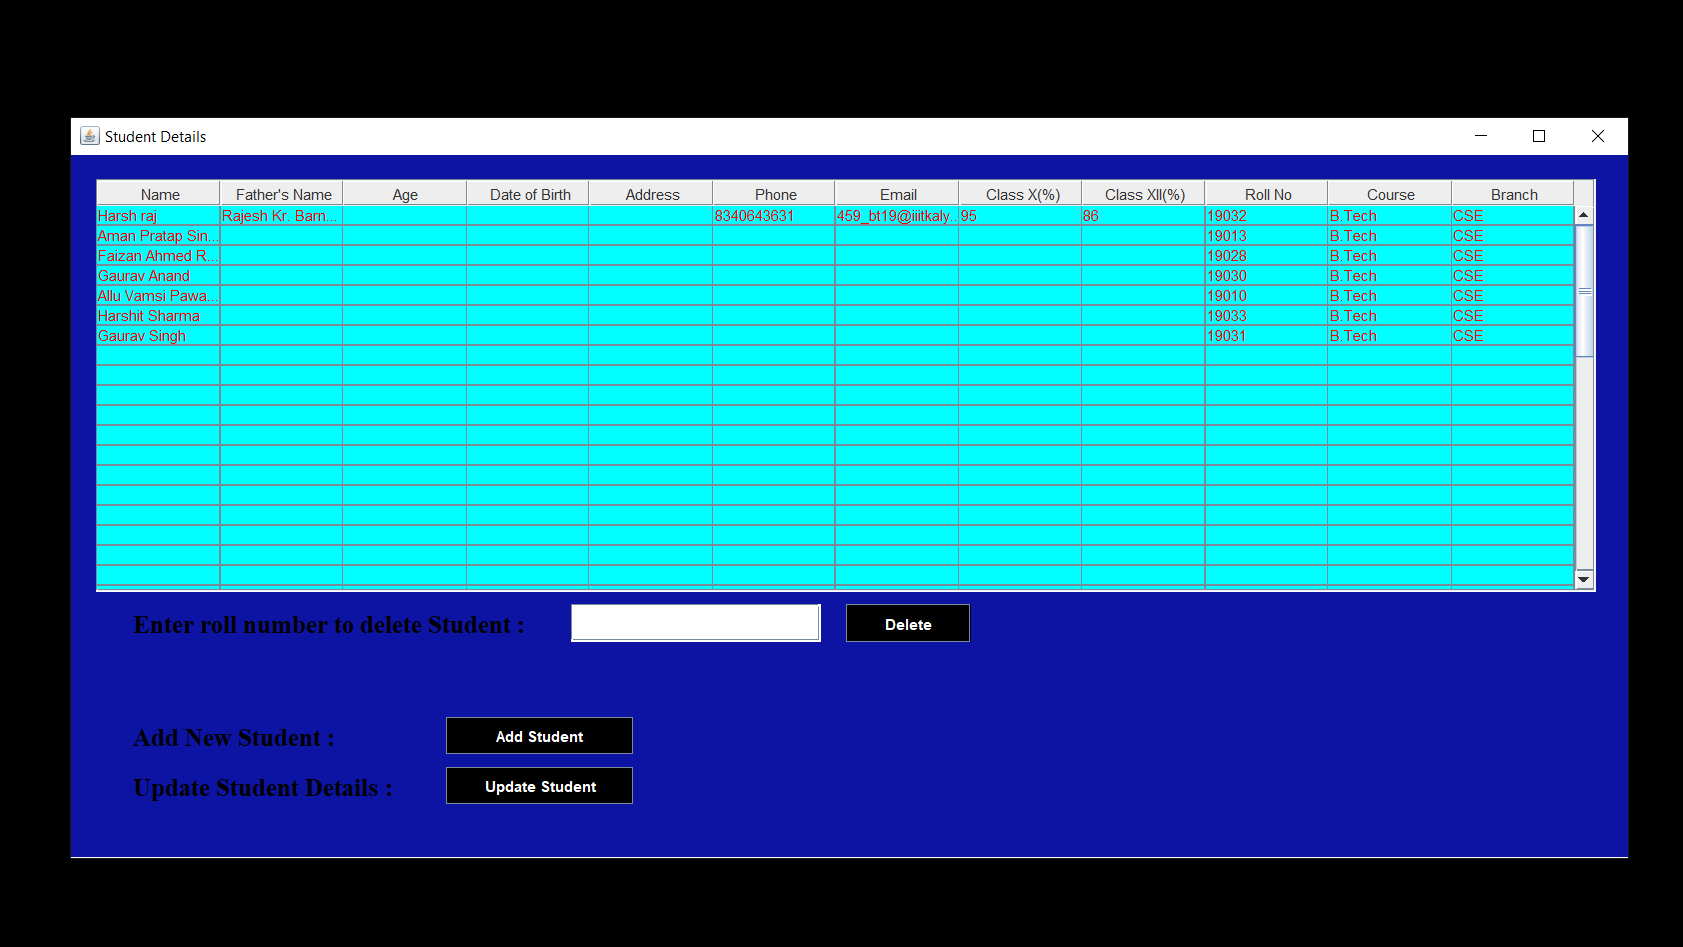 Student Details
Name Father's Name Age Date of Birth Address Phone Email Class X(%) Class XII(%) Roll No Course Branch
Harsh raj Rajesh Kr. Barn... 8340643631 459_bt19@iiitkaly... 95 86 19032 B.Tech CSE
Aman Pratap Sin... 19013 B.Tech CSE
Faizan Ahmed R... 19028 B.Tech CSE
Gaurav Anand 19030 B.Tech CSE
Allu Vamsi Pawa... 19010 B.Tech CSE
Harshit Sharma 19033 B.Tech CSE
Gaurav Singh 19031 B.Tech CSE
Enter roll number to delete Student : Delete
Add New Student : Add Student
Update Student Details : Update Student